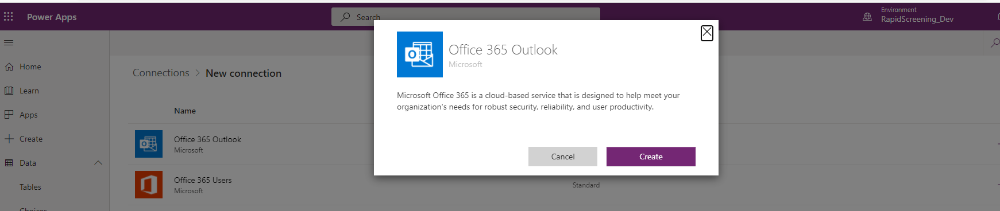 Power Apps
Search
Environment
RapidScreening_Dev
Home
Learn
Apps
Create
Data
Tables
Choices
Connections > New connection
Name
Office 365 Outlook
Microsoft
Office 365 Users
Microsoft
Standard
Office 365 Outlook
Microsoft
Microsoft Office 365 is a cloud-based service that is designed to help meet your
organization's needs for robust security, reliability, and user productivity.
Cancel
Create